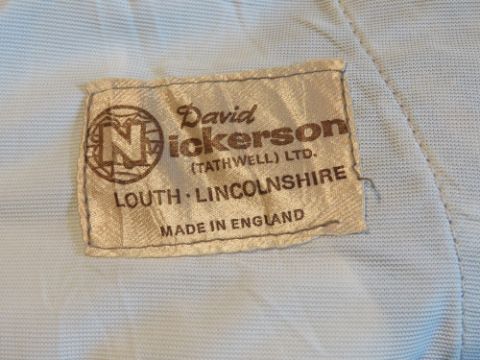 David
Nickerson
(TATHWELL) LTD.
LOUTH · LINCOLNSHIRE
MADE IN ENGLAND